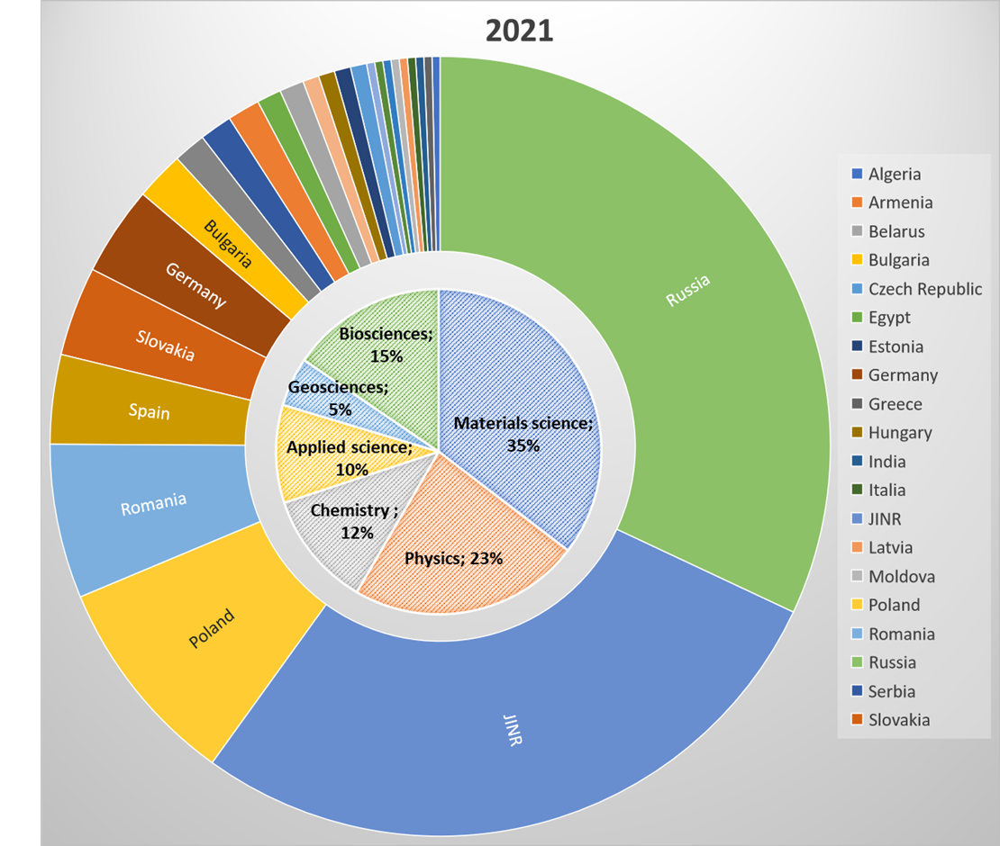 2021
Russia
JINR
Poland
Romania
Spain
Slovakia
Germany
Bulgaria
Materials science;
35%
Physics; 23%
Chemistry ;
12%
Applied science;
10%
Geosciences;
5%
Biosciences;
15%
Algeria
Armenia
Belarus
Bulgaria
Czech Republic
Egypt
Estonia
Germany
Greece
Hungary
India
Italia
JINR
Latvia
Moldova
Poland
Romania
Russia
Serbia
Slovakia